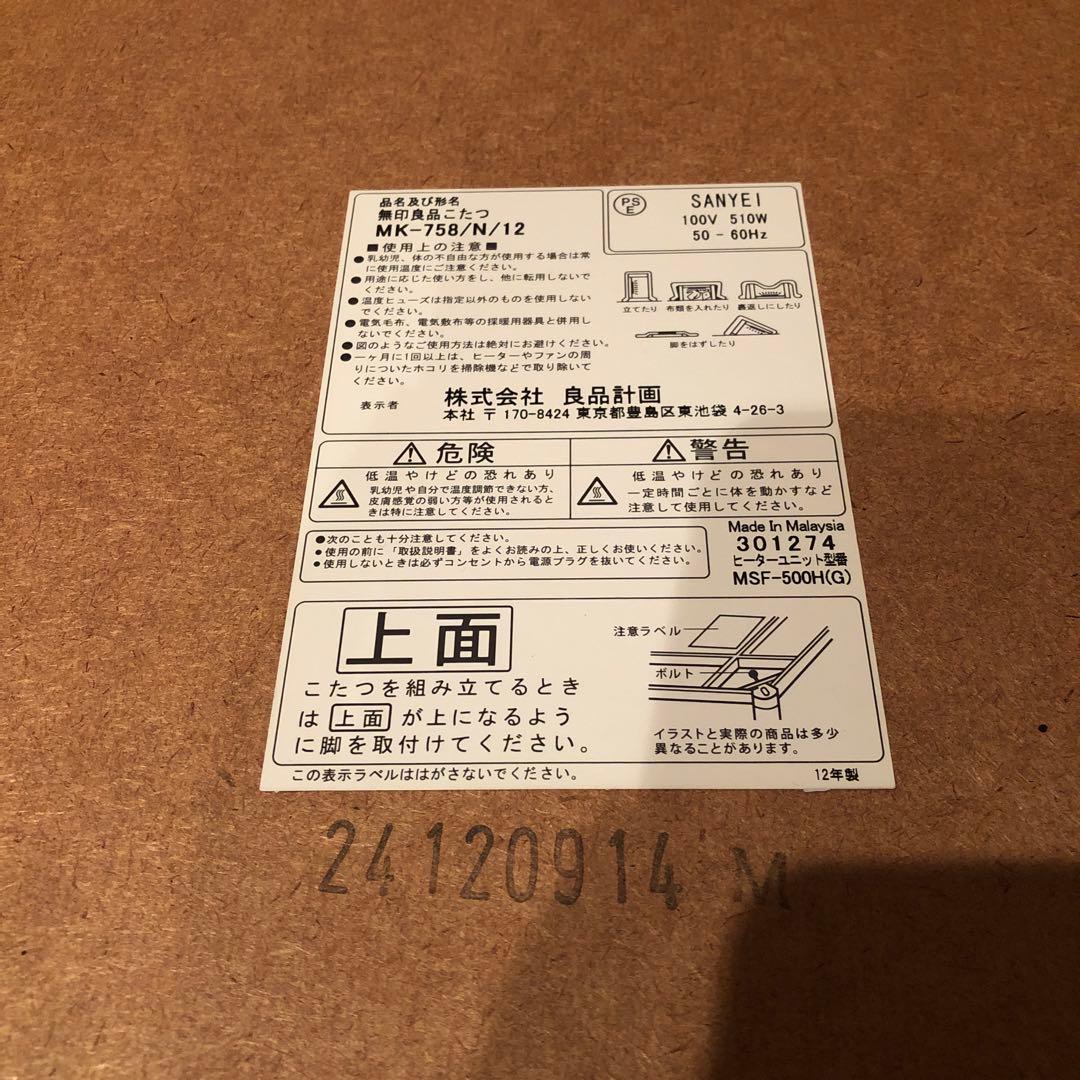 品名及び形名
無印良品こたつ
MK-758/N/12
■使用上の注意■
●乳幼児、体の不自由な方が使用する場合は常
に使用温度にご注意ください。
●用途に応じた使い方をし、他に転用しないで
ください。
●温度ヒューズは指定以外のものを使用しない
でください。
●電気毛布、電気敷布等の採暖用器具と併用し
ないでください。
●図のようなご使用方法は絶対にお避けください。
●一ヶ月に1回以上は、ヒーターやファンの周
りについたホコリを掃除機などで取り除いて
ください。
PS
E
SANYEI
100V 510W
50 - 60Hz
立てたり 布類を入れたり 裏返しにしたり
脚をはずしたり
表示者
株式会社 良品計画
本社 〒170-8424 東京都豊島区東池袋 4-26-3
危険
低温やけどの恐れあり
乳幼児や自分で温度調節できない方、
皮膚感覚の弱い方等が使用されると
きは特に注意してください。
警告
低温やけどの恐れあり
一定時間ごとに体を動かすなど
注意して使用してください。
●次のことも十分注意してください。
●使用の前に「取扱説明書」をよくお読みの上、正しくお使いください。
●使用しないときは必ずコンセントから電源プラグを抜いてください。
Made In Malaysia
301274
ヒーターユニット型番
MSF-500H(G)
上面
こたつを組み立てるとき
は 上面 が上になるよう
に脚を取付けてください。
注意ラベル
ボルト
イラストと実際の商品は多少
異なることがあります。
この表示ラベルははがさないでください。
12年製
24120914 M